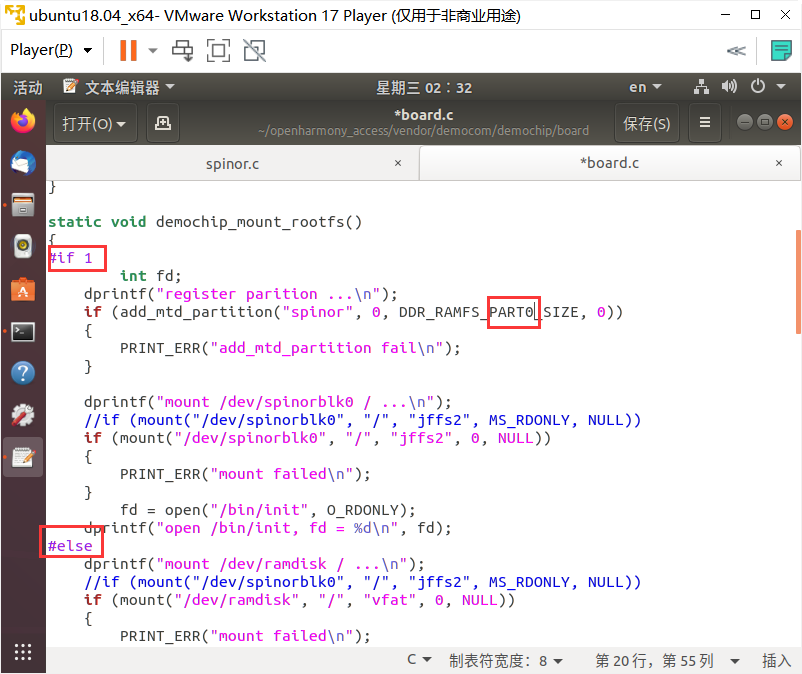 ubuntu18.04_x64- VMware Workstation 17 Player (仅用于非商业用途)
Player(P)
活动 文本编辑器 星期三 02：32 en
打开(O) *board.c 保存(S)
~/openharmony_access/vendor/democom/demochip/board
spinor.c × *board.c ×
}
static void demochip_mount_rootfs()
{
#if 1
int fd;
dprintf("register parition ...\n");
if (add_mtd_partition("spinor", 0, DDR_RAMFS_PART0_SIZE, 0))
{
PRINT_ERR("add_mtd_partition fail\n");
}
dprintf("mount /dev/spinorblk0 / ...\n");
//if (mount("/dev/spinorblk0", "/", "jffs2", MS_RDONLY, NULL))
if (mount("/dev/spinorblk0", "/", "jffs2", 0, NULL))
{
PRINT_ERR("mount failed\n");
}
fd = open("/bin/init", O_RDONLY);
dprintf("open /bin/init, fd = %d\n", fd);
#else
dprintf("mount /dev/ramdisk / ...\n");
//if (mount("/dev/spinorblk0", "/", "jffs2", MS_RDONLY, NULL))
if (mount("/dev/ramdisk", "/", "vfat", 0, NULL))
{
PRINT_ERR("mount failed\n");
C 制表符宽度：8 第 20 行，第 55 列 插入